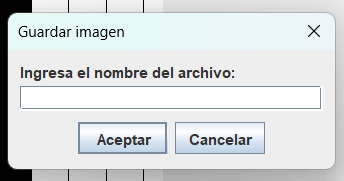 Guardar imagen
Ingresa el nombre del archivo:
Aceptar
Cancelar